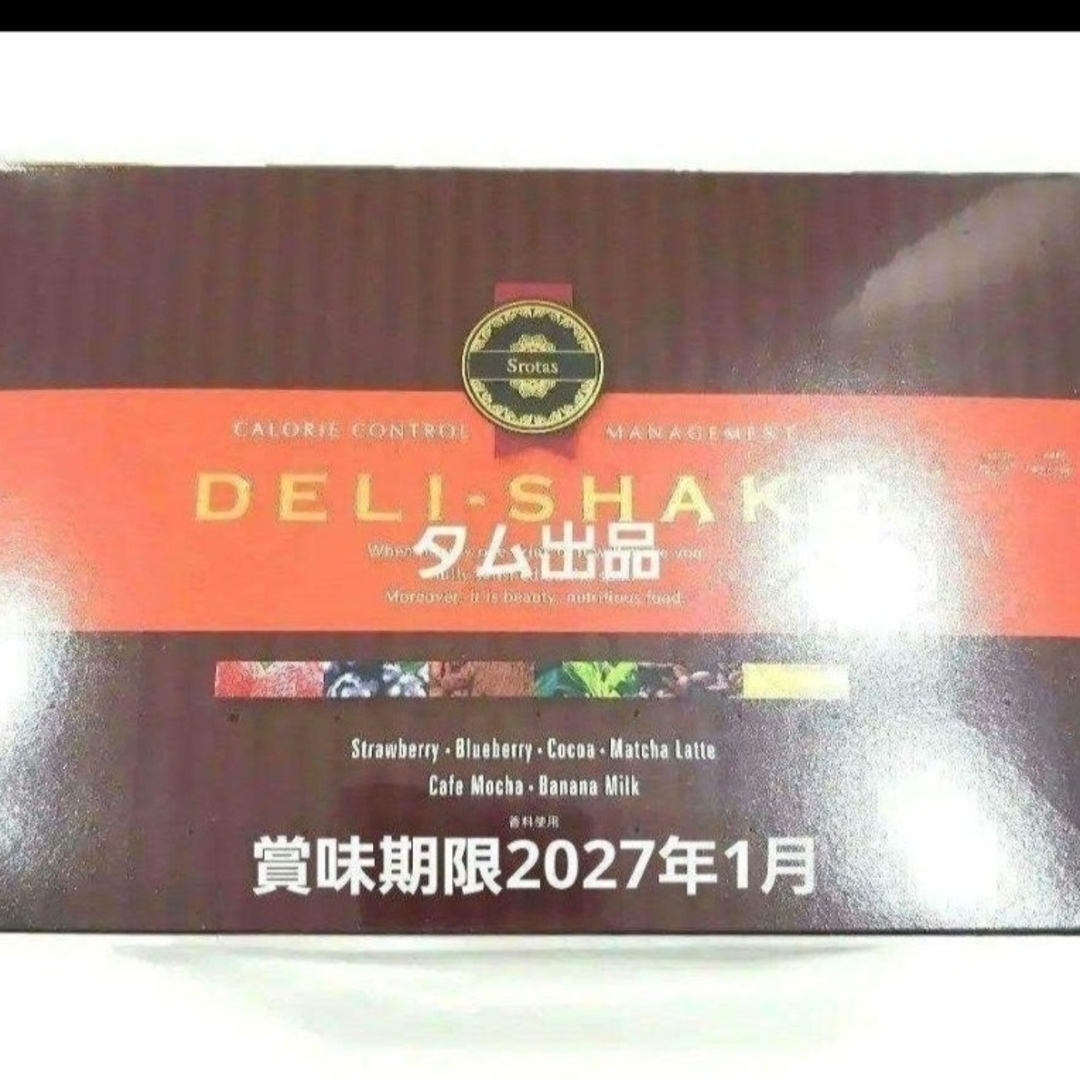 Srotas
CALORIE CONTROL MANAGEMENT
DELI-SHAK
タム出品
Moreover, it is beauty, nutritious food.
Strawberry・Blueberry・Cocoa・Matcha Latte
Cafe Mocha・Banana Milk
香料使用
賞味期限2027年1月